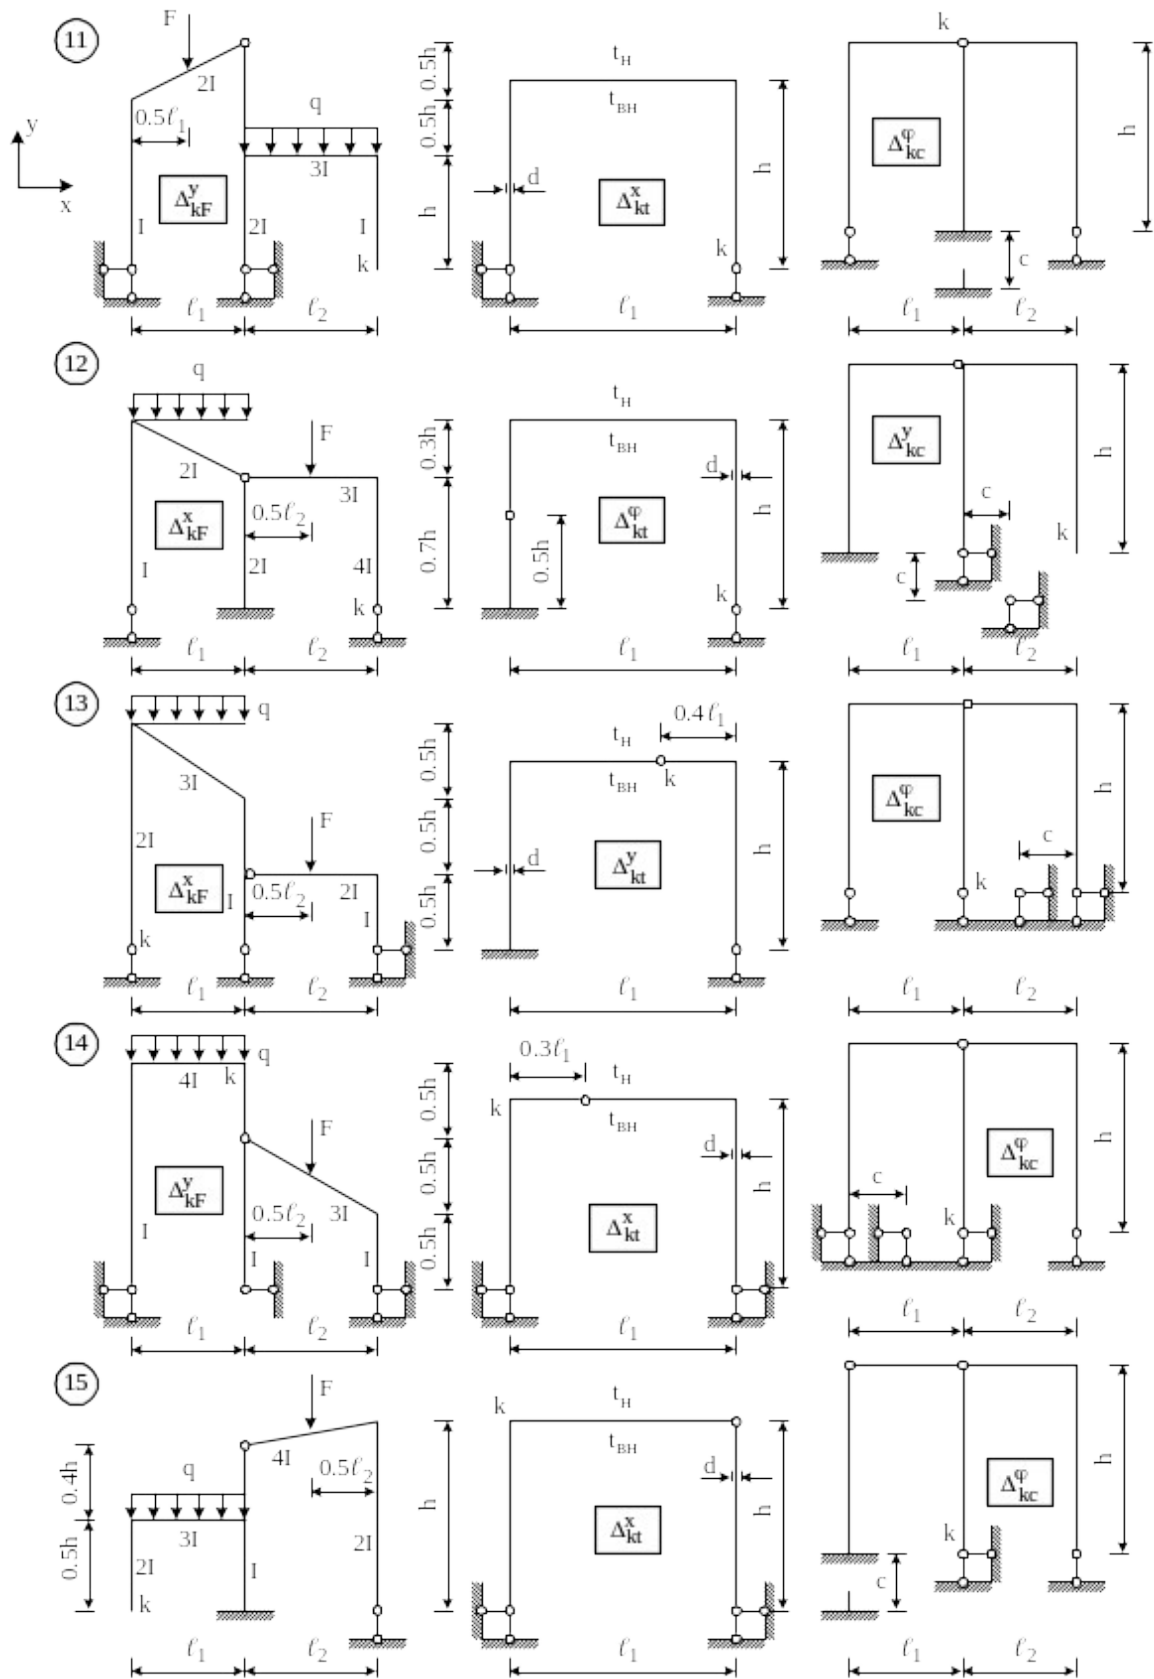 11
F
2I
0.5ℓ₁
q
3I
y
x
Δ^y_kF
I
2I
I
k
ℓ₁
ℓ₂
0.5h
0.5h
h
t_H
t_BH
d
Δ^x_kt
h
k
ℓ₁
k
Δ^φ_kc
h
c
ℓ₁
ℓ₂
12
q
F
2I
3I
Δ^x_kF
0.5ℓ₂
I
2I
4I
k
ℓ₁
ℓ₂
0.3h
0.7h
t_H
t_BH
d
Δ^φ_kt
0.5h
h
k
ℓ₁
Δ^y_kc
h
c
k
c
ℓ₁
ℓ₂
13
q
3I
F
2I
Δ^x_kF
0.5ℓ₂
I
2I
I
k
ℓ₁
ℓ₂
0.5h
0.5h
0.5h
0.4ℓ₁
t_H
k
t_BH
d
Δ^y_kt
h
ℓ₁
Δ^φ_kc
h
c
k
ℓ₁
ℓ₂
14
q
4I
k
F
Δ^y_kF
0.5ℓ₂
3I
I
I
I
ℓ₁
ℓ₂
0.5h
0.5h
0.5h
0.3ℓ₁
t_H
k
t_BH
d
Δ^x_kt
h
ℓ₁
Δ^φ_kc
h
c
k
ℓ₁
ℓ₂
15
F
4I
0.5ℓ₂
q
0.4h
3I
0.5h
2I
I
2I
k
ℓ₁
ℓ₂
h
k
t_H
t_BH
d
Δ^x_kt
h
ℓ₁
Δ^φ_kc
h
k
c
ℓ₁
ℓ₂